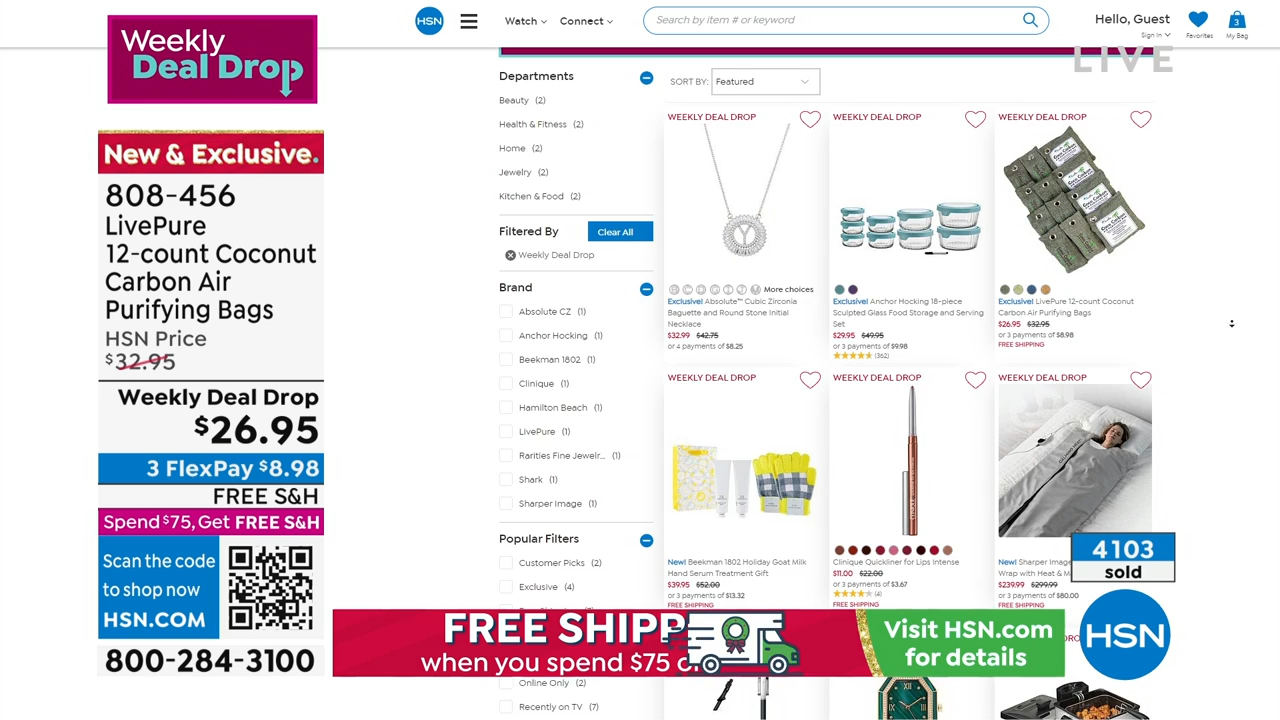 Weekly
Deal Drop
HSN
Watch
Connect
Search by item # or keyword
Hello, Guest
Sign In
Favorites
3
My Bag
LIVE
New & Exclusive.
808-456
LivePure
12-count Coconut
Carbon Air
Purifying Bags
HSN Price
$32.95
Weekly Deal Drop
$26.95
3 FlexPay $8.98
FREE S&H
Spend $75, Get FREE S&H
Scan the code
to shop now
HSN.COM
800-284-3100
Departments
Beauty (2)
Health & Fitness (2)
Home (2)
Jewelry (2)
Kitchen & Food (2)
Filtered By
Clear All
Weekly Deal Drop
Brand
Absolute CZ (1)
Anchor Hocking (1)
Beekman 1802 (1)
Clinique (1)
Hamilton Beach (1)
LivePure (1)
Rarities Fine Jewelr... (1)
Shark (1)
Sharper Image (1)
Popular Filters
Customer Picks (2)
Exclusive (4)
Online Only (2)
Recently on TV (7)
SORT BY: Featured
WEEKLY DEAL DROP
More choices
Exclusive! Absolute™ Cubic Zirconia
Baguette and Round Stone Initial
Necklace
$32.99 $42.75
or 4 payments of $8.25
WEEKLY DEAL DROP
Exclusive! Anchor Hocking 18-piece
Sculpted Glass Food Storage and Serving
Set
$29.95 $49.95
or 3 payments of $9.98
(362)
WEEKLY DEAL DROP
Exclusive! LivePure 12-count Coconut
Carbon Air Purifying Bags
$26.95 $32.95
or 3 payments of $8.98
FREE SHIPPING
WEEKLY DEAL DROP
New! Beekman 1802 Holiday Goat Milk
Hand Serum Treatment Gift
$39.95 $52.00
or 3 payments of $13.32
FREE SHIPPING
WEEKLY DEAL DROP
Clinique Quickliner for Lips Intense
$11.00 $22.00
or 3 payments of $3.67
(4)
FREE SHIPPING
WEEKLY DEAL DROP
New! Sharper Image
Wrap with Heat & M
$239.99 $299.99
or 3 payments of $80.00
4103
sold
FREE SHIPP
when you spend $75 o
Visit HSN.com
for details
HSN